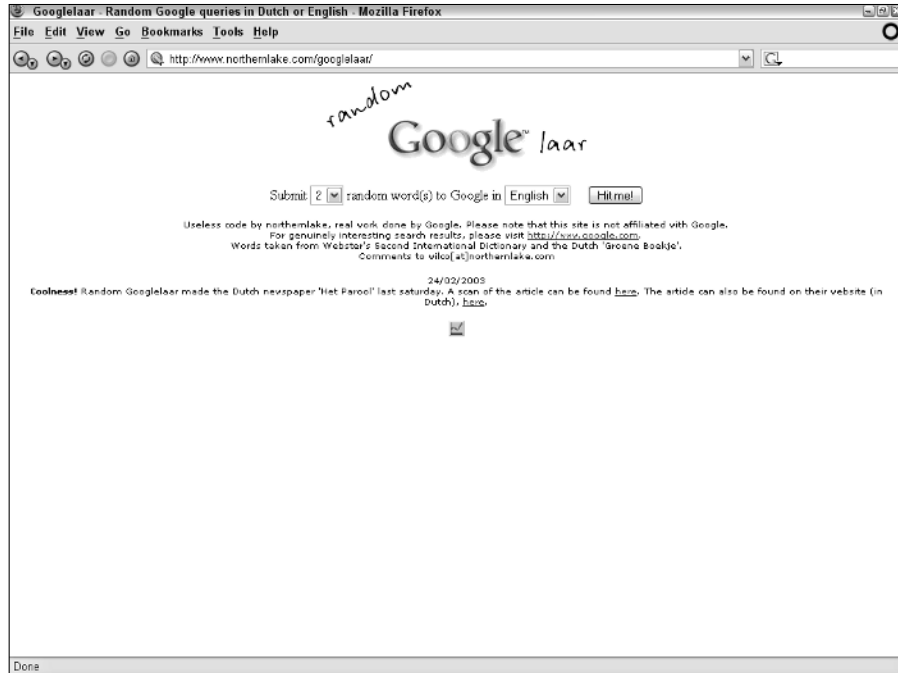 Googlelaar - Random Google queries in Dutch or English - Mozilla Firefox
File Edit View Go Bookmarks Tools Help
http://www.northernlake.com/googlelaar/
random
Google™ laar
Submit 2 random word(s) to Google in English Hit me!
Useless code by northernlake, real work done by Google. Please note that this site is not affiliated with Google.
For genuinely interesting search results, please visit http://www.google.com.
Words taken from Webster's Second International Dictionary and the Dutch 'Groene Boekje'.
Comments to wilco[at]northernlake.com
24/02/2003
Coolness! Random Googlelaar made the Dutch newspaper 'Het Parool' last saturday. A scan of the article can be found here. The article can also be found on their website (in
Dutch), here.
Done